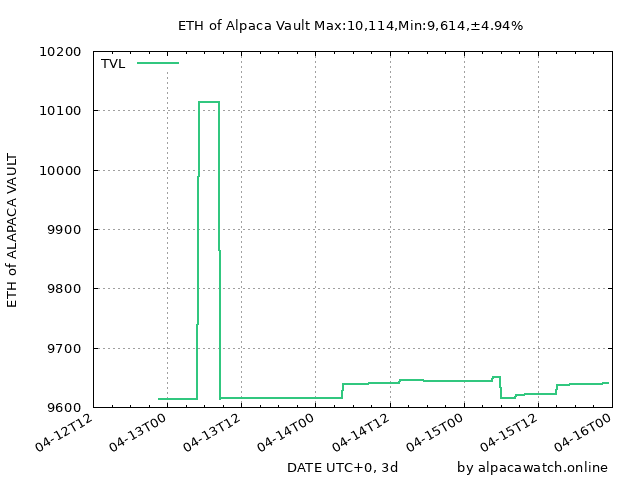 ETH of Alpaca Vault Max:10,114,Min:9,614,±4.94%
TVL
10200
10100
10000
9900
9800
9700
9600
ETH of ALAPACA VAULT
04-12T12
04-13T00
04-13T12
04-14T00
04-14T12
04-15T00
04-15T12
04-16T00
DATE UTC+0, 3d
by alpacawatch.online